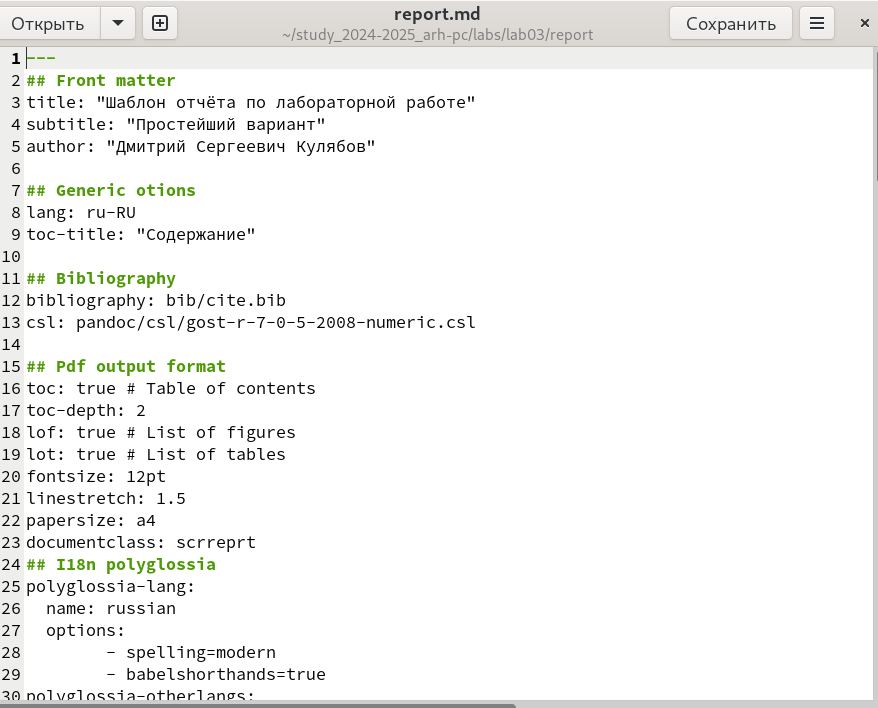 Открыть
report.md
~/study_2024-2025_arh-pc/labs/lab03/report
Сохранить
1 ---
2 ## Front matter
3 title: "Шаблон отчёта по лабораторной работе"
4 subtitle: "Простейший вариант"
5 author: "Дмитрий Сергеевич Кулябов"
6
7 ## Generic otions
8 lang: ru-RU
9 toc-title: "Содержание"
10
11 ## Bibliography
12 bibliography: bib/cite.bib
13 csl: pandoc/csl/gost-r-7-0-5-2008-numeric.csl
14
15 ## Pdf output format
16 toc: true # Table of contents
17 toc-depth: 2
18 lof: true # List of figures
19 lot: true # List of tables
20 fontsize: 12pt
21 linestretch: 1.5
22 papersize: a4
23 documentclass: scrreprt
24 ## I18n polyglossia
25 polyglossia-lang:
26   name: russian
27   options:
28         - spelling=modern
29         - babelshorthands=true
30 polyglossia-otherlangs: